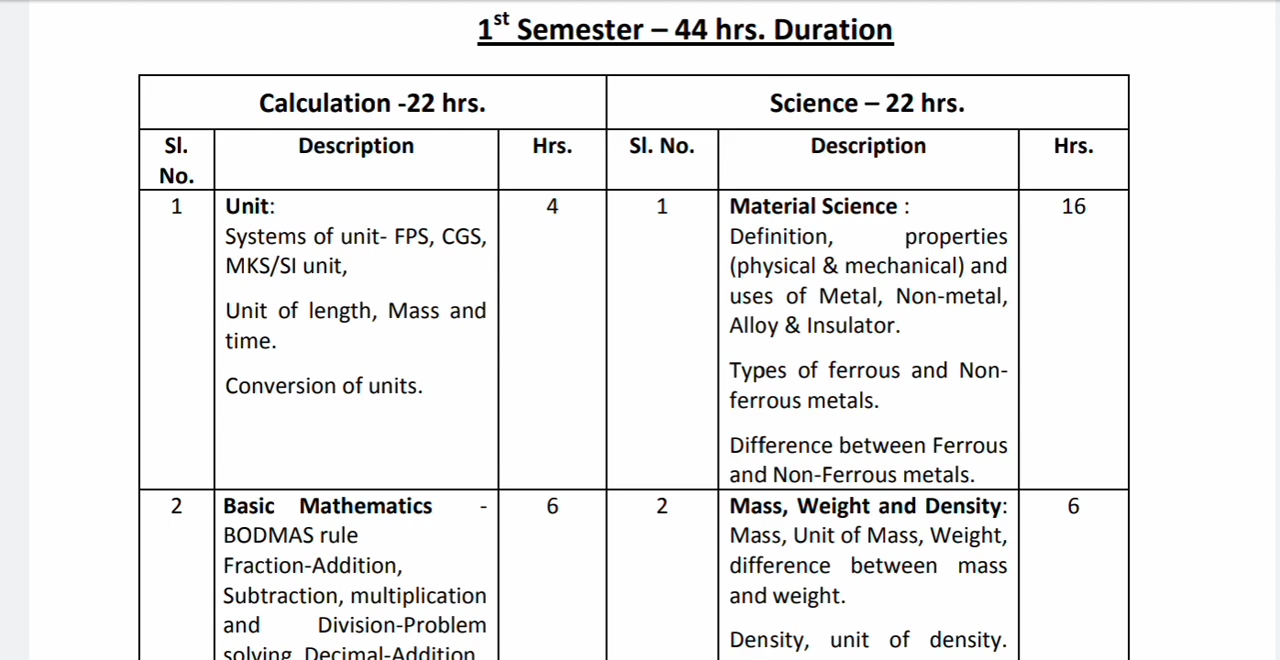 1st Semester – 44 hrs. Duration
Calculation -22 hrs.
Science – 22 hrs.
Sl. No.
Description
Hrs.
Sl. No.
Description
Hrs.
1
Unit:
Systems of unit- FPS, CGS,
MKS/SI unit,
Unit of length, Mass and
time.
Conversion of units.
4
1
Material Science :
Definition, properties
(physical & mechanical) and
uses of Metal, Non-metal,
Alloy & Insulator.
Types of ferrous and Non-
ferrous metals.
Difference between Ferrous
and Non-Ferrous metals.
16
2
Basic Mathematics -
BODMAS rule
Fraction-Addition,
Subtraction, multiplication
and Division-Problem
solving Decimal-Addition
6
2
Mass, Weight and Density:
Mass, Unit of Mass, Weight,
difference between mass
and weight.
Density, unit of density.
6